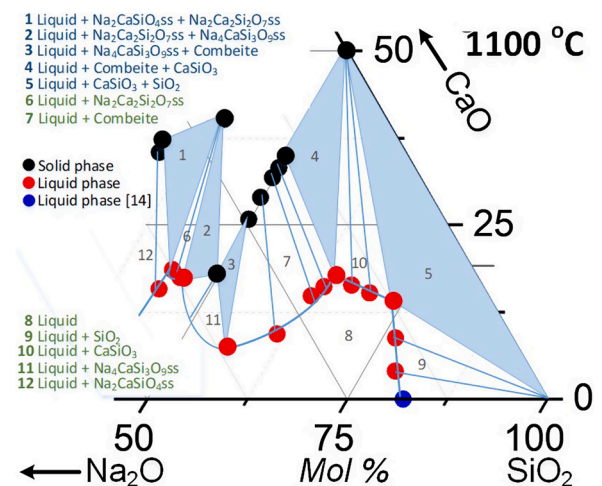 1 Liquid + Na₂CaSiO₄ss + Na₂Ca₂Si₂O₇ss
2 Liquid + Na₂Ca₂Si₂O₇ss + Na₄CaSi₃O₉ss
3 Liquid + Na₄CaSi₃O₉ss + Combeite
4 Liquid + Combeite + CaSiO₃
5 Liquid + CaSiO₃ + SiO₂
6 Liquid + Na₂Ca₂Si₂O₇ss
7 Liquid + Combeite
Solid phase
Liquid phase
Liquid phase [14]
1100 °C
50
CaO
25
0
1
4
6
2
12
3
7
10
5
11
8
9
8 Liquid
9 Liquid + SiO₂
10 Liquid + CaSiO₃
11 Liquid + Na₄CaSi₃O₉ss
12 Liquid + Na₂CaSiO₄ss
50
75
100
Na₂O
Mol %
SiO₂